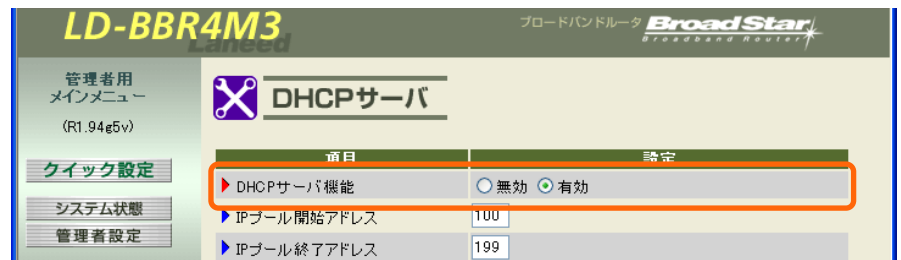 LD-BBR4M3
Laneed
ブロードバンドルータ BroadStar
Broadband Router
管理者用
メインメニュー
(R1.94g5v)
DHCPサーバ
クイック設定
システム状態
管理者設定
項目 設定
DHCPサーバ機能 無効 有効
IPプール開始アドレス 100
IPプール終了アドレス 199